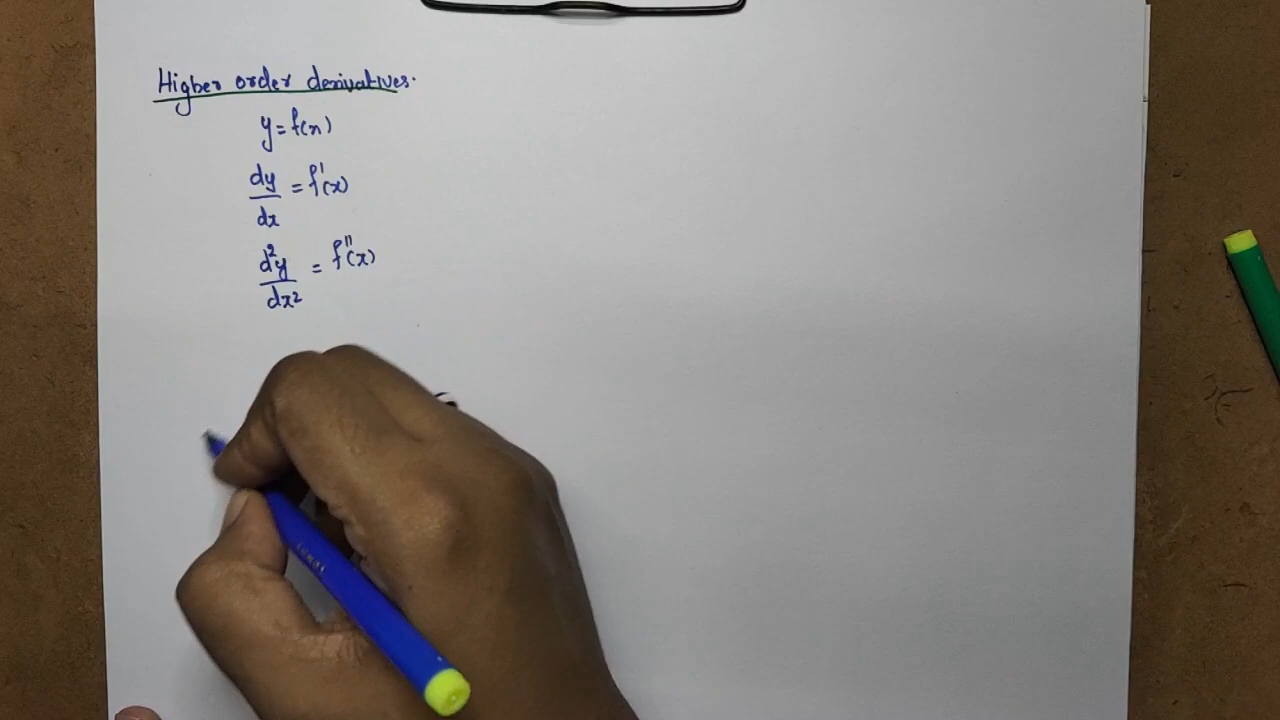 Higher order derivatives.
y = f(x)
dy/dx = f'(x)
d²y/dx² = f''(x)